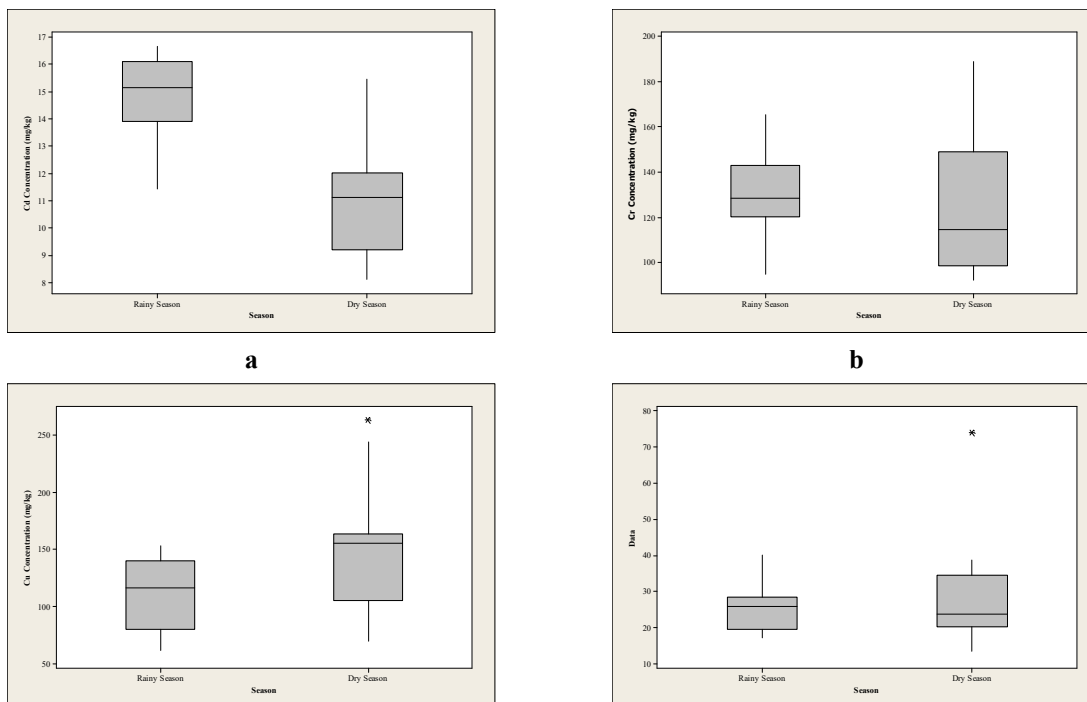 17
16
15
14
13
12
11
10
9
8
Cd Concentration (mg/kg)
Rainy Season Dry Season
Season
200
180
160
140
120
100
Cr Concentration (mg/kg)
Rainy Season Dry Season
Season
a b
250
200
150
100
50
Cu Concentration (mg/kg)
Rainy Season Dry Season
Season
80
70
60
50
40
30
20
10
Data
Rainy Season Dry Season
Season